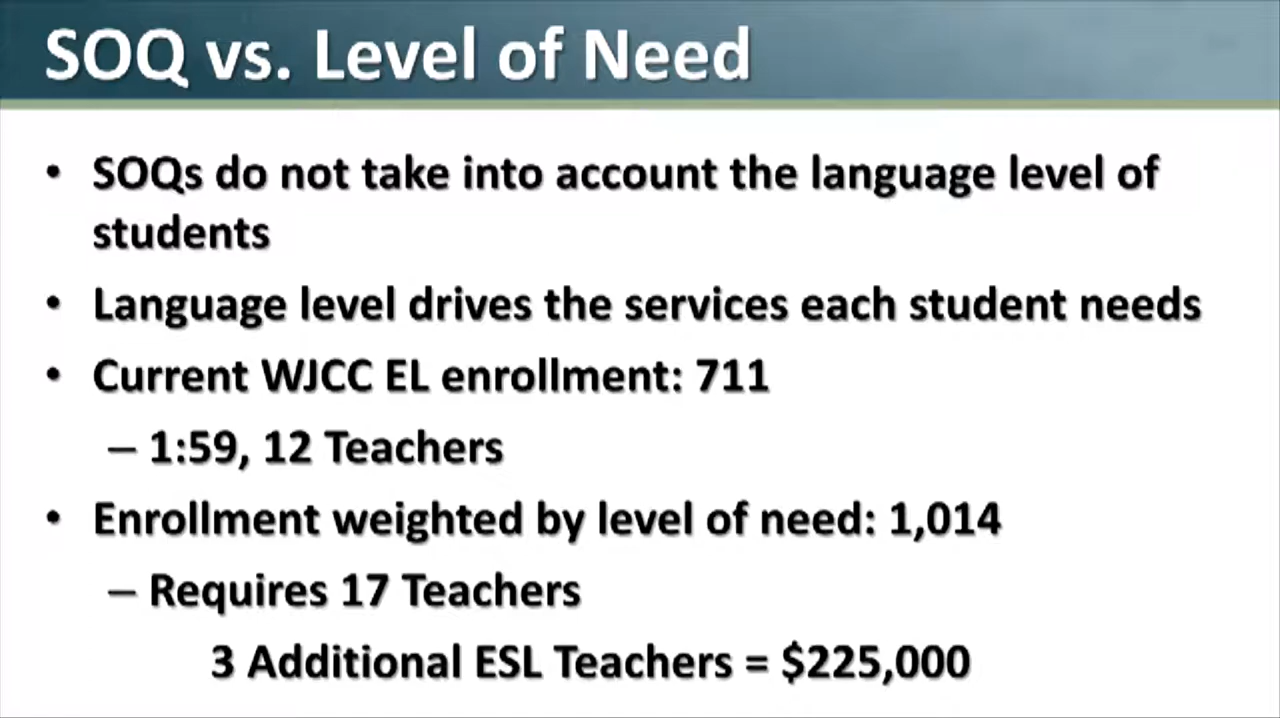 SOQ vs. Level of Need
• SOQs do not take into account the language level of
students
• Language level drives the services each student needs
• Current WJCC EL enrollment: 711
– 1:59, 12 Teachers
• Enrollment weighted by level of need: 1,014
– Requires 17 Teachers
3 Additional ESL Teachers = $225,000